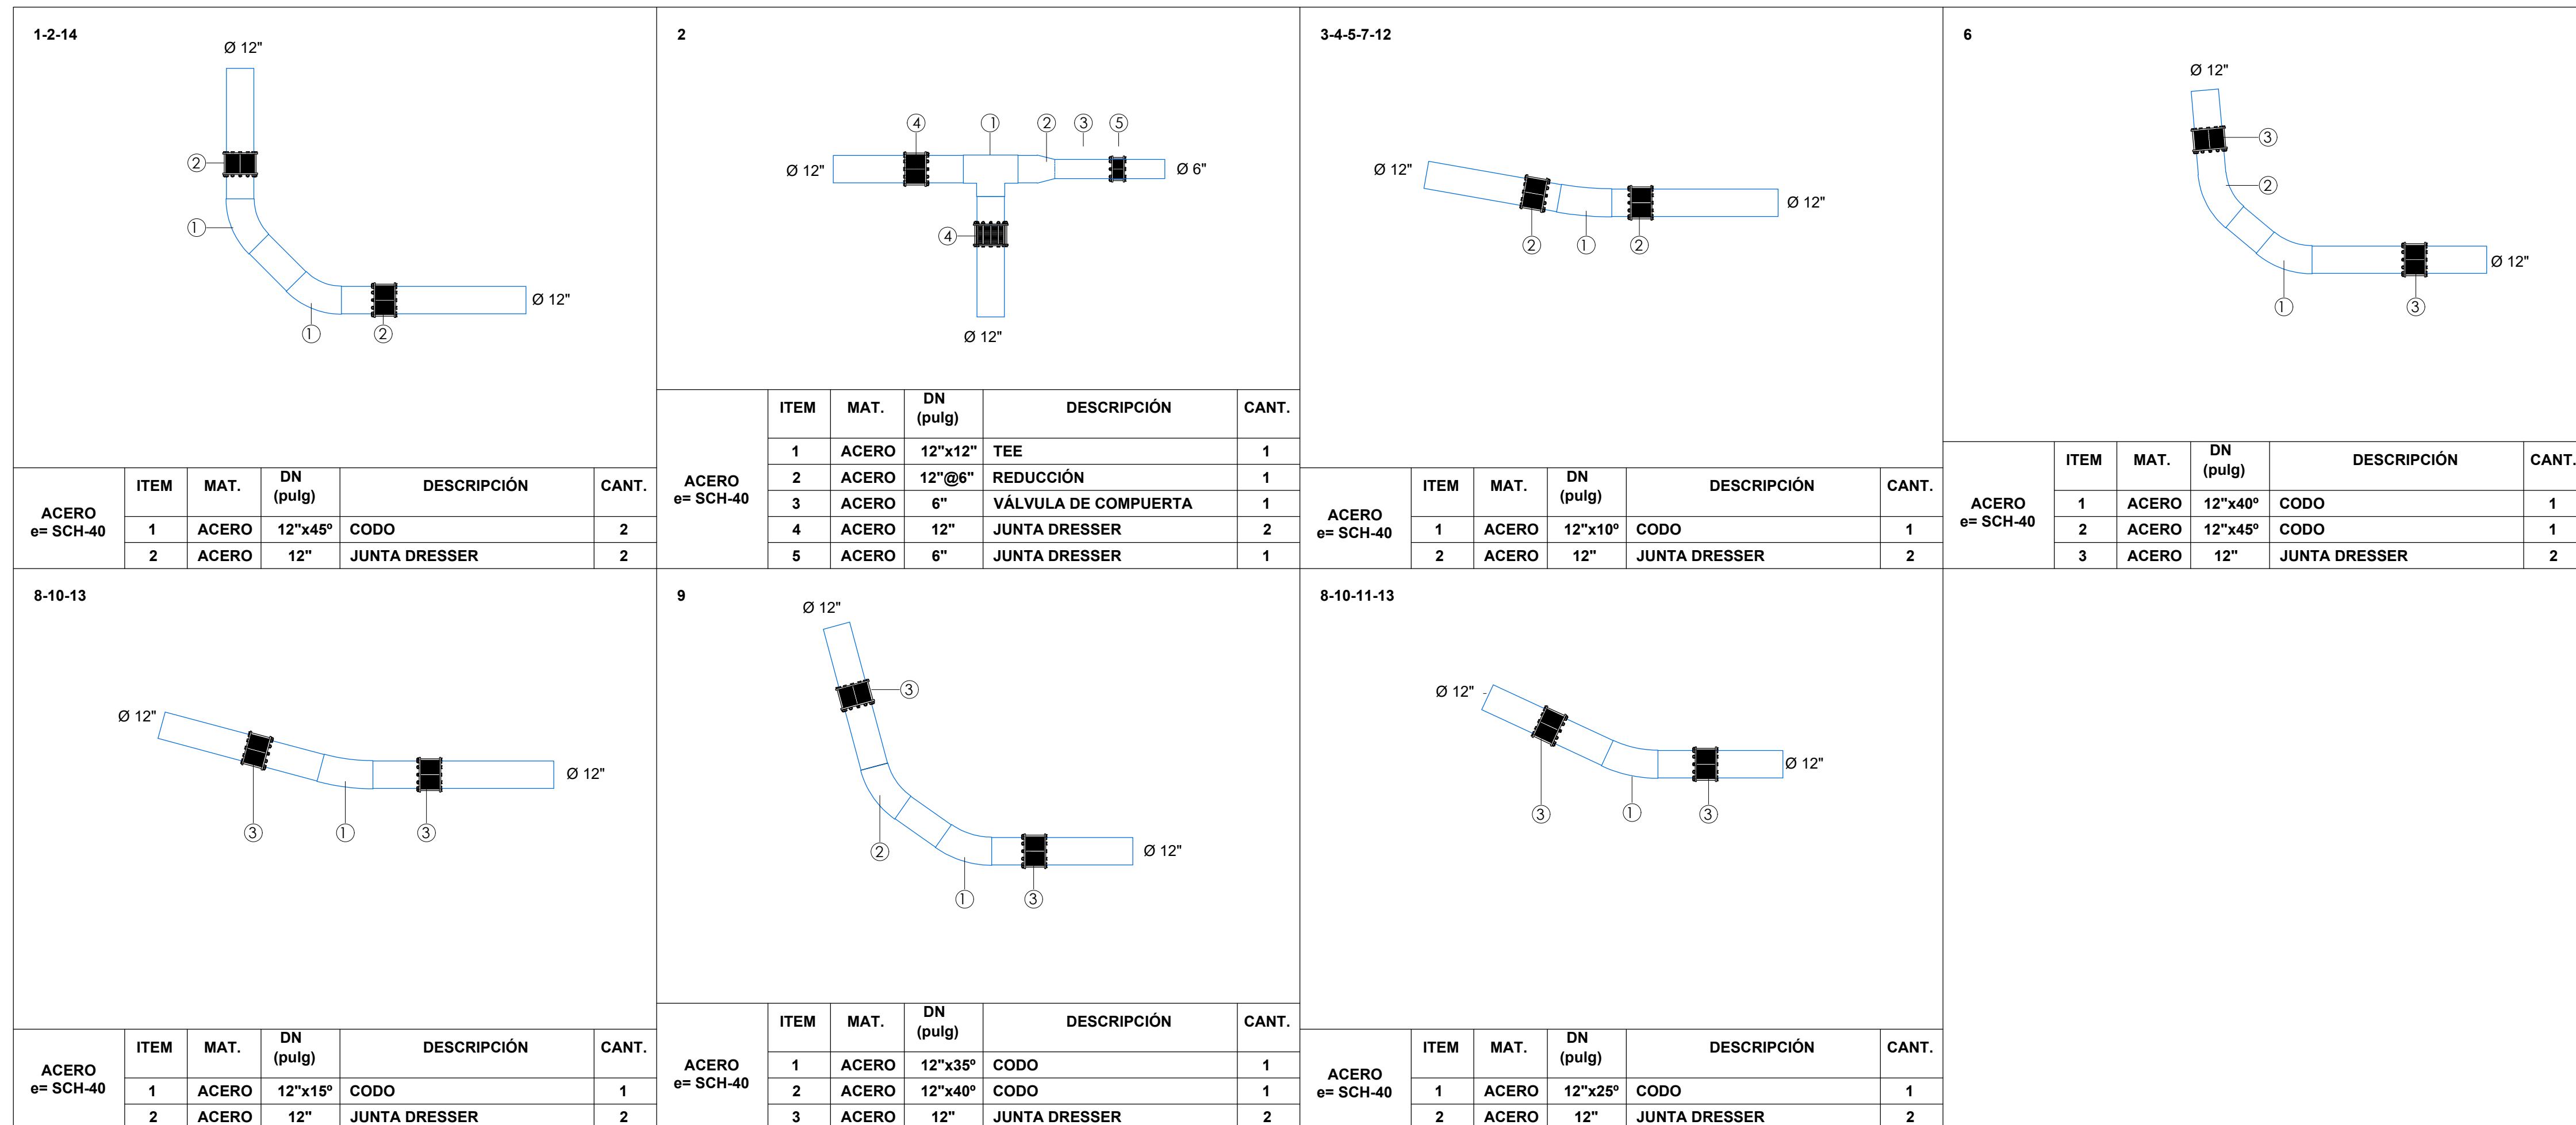 1-2-14
Ø 12"
2
1
Ø 12"
1
2
ACERO
e= SCH-40
ITEM MAT. DN (pulg) DESCRIPCIÓN CANT.
1 ACERO 12"x45º CODO 2
2 ACERO 12" JUNTA DRESSER 2
2
4 1 2 3 5
Ø 12" Ø 6"
4
Ø 12"
ACERO
e= SCH-40
ITEM MAT. DN (pulg) DESCRIPCIÓN CANT.
1 ACERO 12"x12" TEE 1
2 ACERO 12"@6" REDUCCIÓN 1
3 ACERO 6" VÁLVULA DE COMPUERTA 1
4 ACERO 12" JUNTA DRESSER 2
5 ACERO 6" JUNTA DRESSER 1
3-4-5-7-12
Ø 12"
Ø 12"
2 1 2
ACERO
e= SCH-40
ITEM MAT. DN (pulg) DESCRIPCIÓN CANT.
1 ACERO 12"x10º CODO 1
2 ACERO 12" JUNTA DRESSER 2
6
Ø 12"
3
2
Ø 12"
1 3
ACERO
e= SCH-40
ITEM MAT. DN (pulg) DESCRIPCIÓN CANT.
1 ACERO 12"x40º CODO 1
2 ACERO 12"x45º CODO 1
3 ACERO 12" JUNTA DRESSER 2
8-10-13
Ø 12"
Ø 12"
3 1 3
ACERO
e= SCH-40
ITEM MAT. DN (pulg) DESCRIPCIÓN CANT.
1 ACERO 12"x15º CODO 1
2 ACERO 12" JUNTA DRESSER 2
9
Ø 12"
3
2 Ø 12"
1 3
ACERO
e= SCH-40
ITEM MAT. DN (pulg) DESCRIPCIÓN CANT.
1 ACERO 12"x35º CODO 1
2 ACERO 12"x40º CODO 1
3 ACERO 12" JUNTA DRESSER 2
8-10-11-13
Ø 12"
Ø 12"
3 1 3
ACERO
e= SCH-40
ITEM MAT. DN (pulg) DESCRIPCIÓN CANT.
1 ACERO 12"x25º CODO 1
2 ACERO 12" JUNTA DRESSER 2